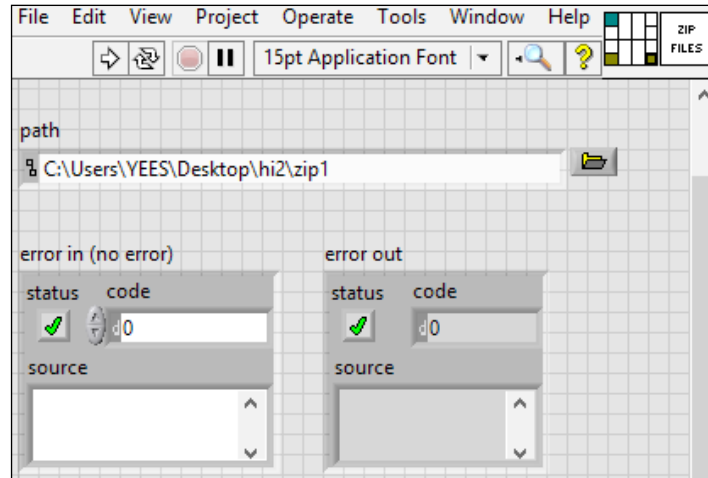 File Edit View Project Operate Tools Window Help
ZIP
FILES
15pt Application Font
path
C:\Users\YEES\Desktop\hi2\zip1
error in (no error)
error out
status code
status code
d 0
d 0
source
source